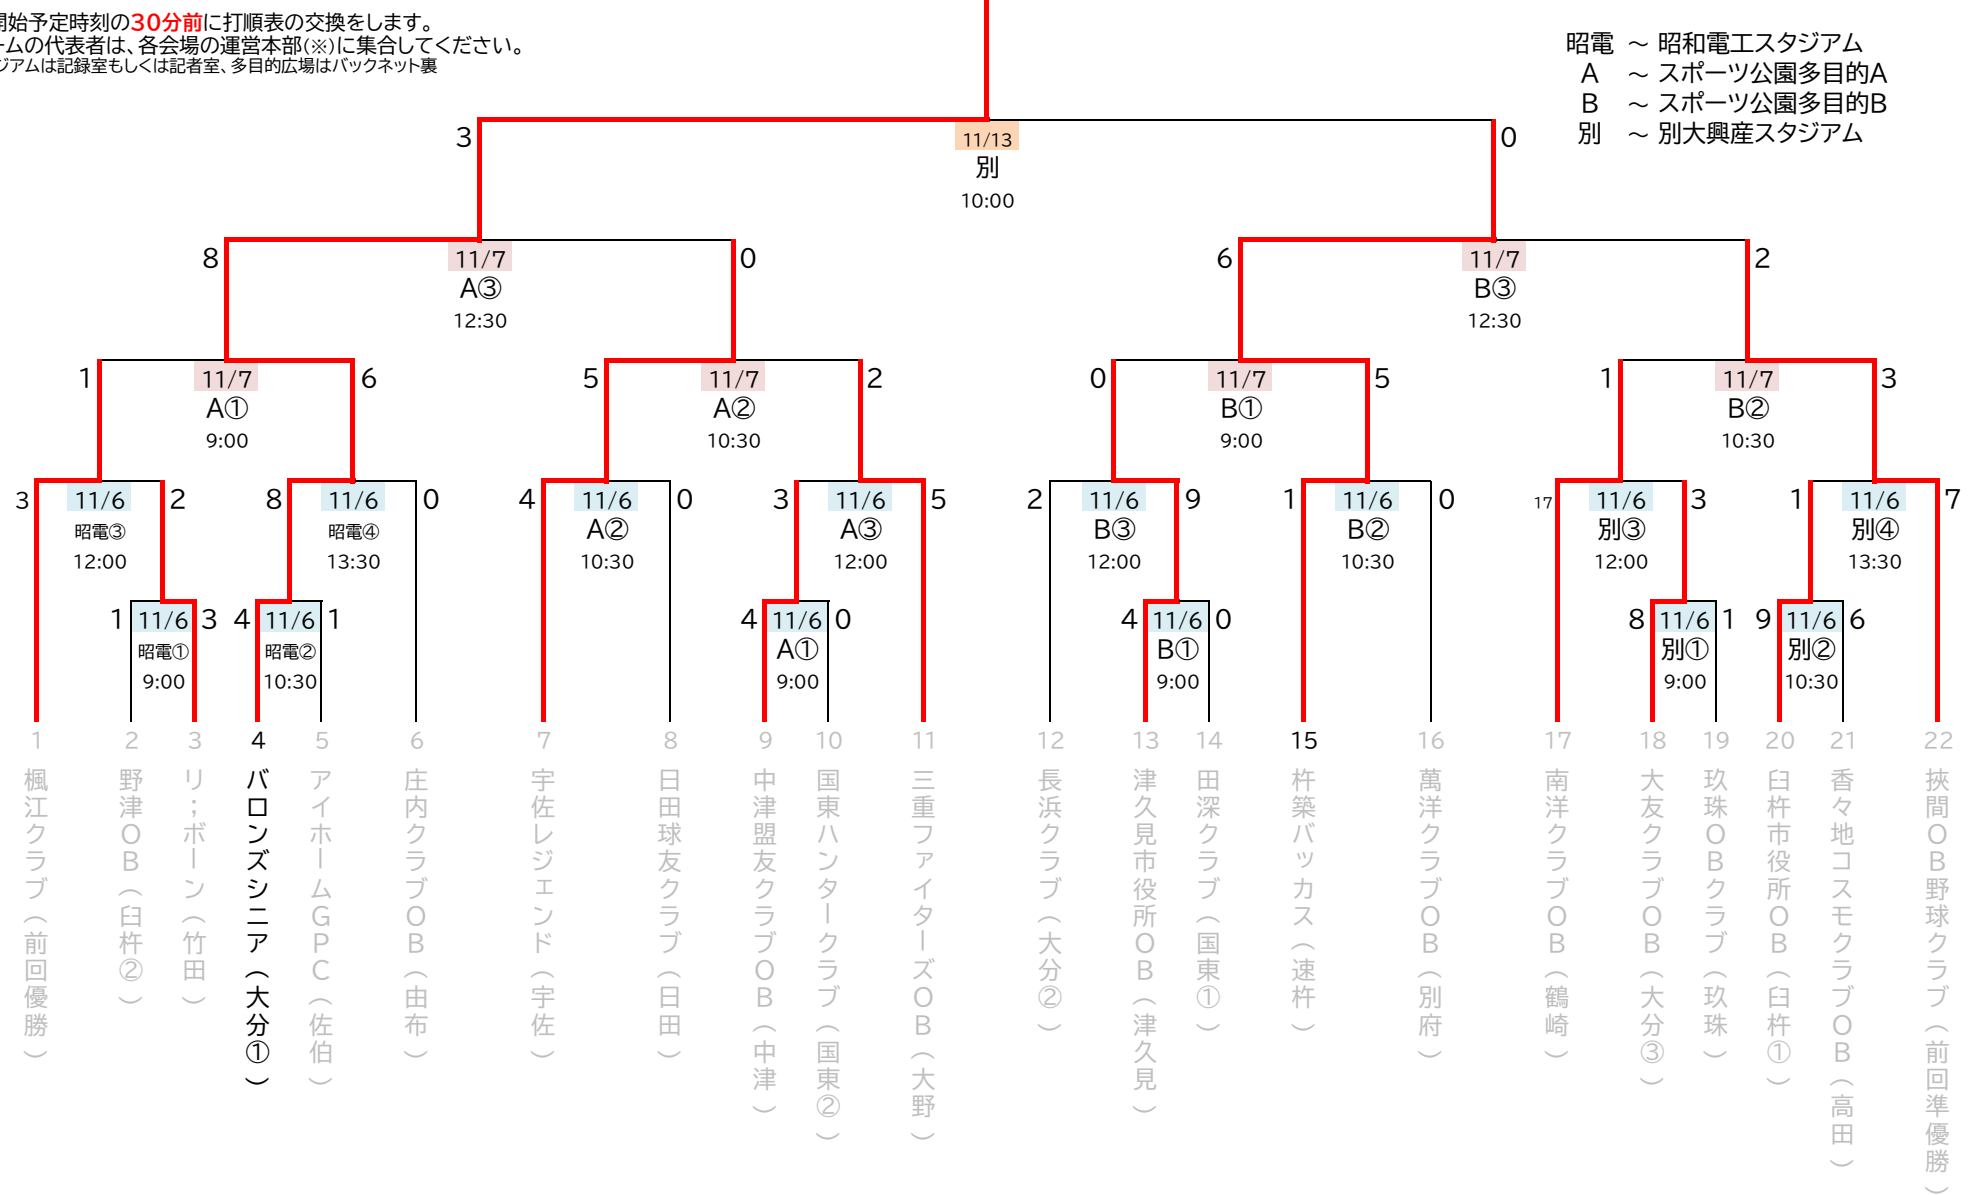 開始予定時刻の30分前に打順表の交換をします。
ームの代表者は、各会場の運営本部(※)に集合してください。
ジアムは記録室もしくは記者室、多目的広場はバックネット裏
昭電 ～ 昭和電工スタジアム
A ～ スポーツ公園多目的A
B ～ スポーツ公園多目的B
別 ～ 別大興産スタジアム
3 11/13 0
別
10:00
8 11/7 0 6 11/7 2
A③ B③
12:30 12:30
1 11/7 6 5 11/7 2 0 11/7 5 1 11/7 3
A① A② B① B②
9:00 10:30 9:00 10:30
3 11/6 2 8 11/6 0 4 11/6 0 3 11/6 5 2 11/6 9 1 11/6 0 17 11/6 3 1 11/6 7
昭電③ 昭電④ A② A③ B③ B② 別③ 別④
12:00 13:30 10:30 12:00 12:00 10:30 12:00 13:30
1 11/6 3 4 11/6 1 4 11/6 0 4 11/6 0 8 11/6 1 9 11/6 6
昭電① 昭電② A① B① 別① 別②
9:00 10:30 9:00 9:00 9:00 10:30
1 2 3 4 5 6 7 8 9 10 11 12 13 14 15 16 17 18 19 20 21 22
楓江クラブ（前回優勝）
野津OB（臼杵②）
リ；ボーン（竹田）
バロンズシニア（大分①）
アイホームGPC（佐伯）
庄内クラブOB（由布）
宇佐レジェンド（宇佐）
日田球友クラブ（日田）
中津盟友クラブOB（中津）
国東ハンタークラブ（国東②）
三重ファイターズOB（大野）
長浜クラブ（大分②）
津久見市役所OB（津久見）
田深クラブ（国東①）
杵築バッカス（速杵）
萬洋クラブOB（別府）
南洋クラブOB（鶴崎）
大友クラブOB（大分③）
玖珠OBクラブ（玖珠）
臼杵市役所OB（臼杵①）
香々地コスモクラブOB（高田）
挾間OB野球クラブ（前回準優勝）